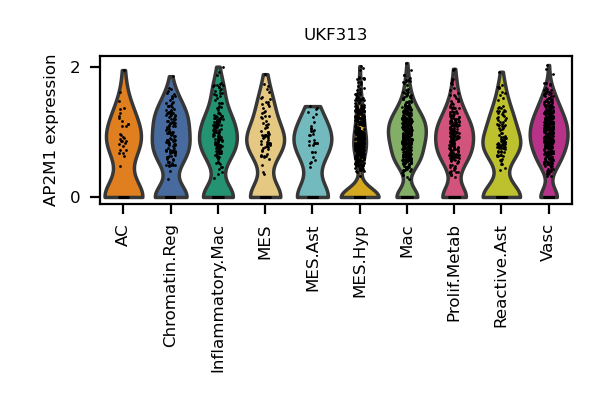 UKF313
AP2M1 expression
2
0
AC
Chromatin.Reg
Inflammatory.Mac
MES
MES.Ast
MES.Hyp
Mac
Prolif.Metab
Reactive.Ast
Vasc